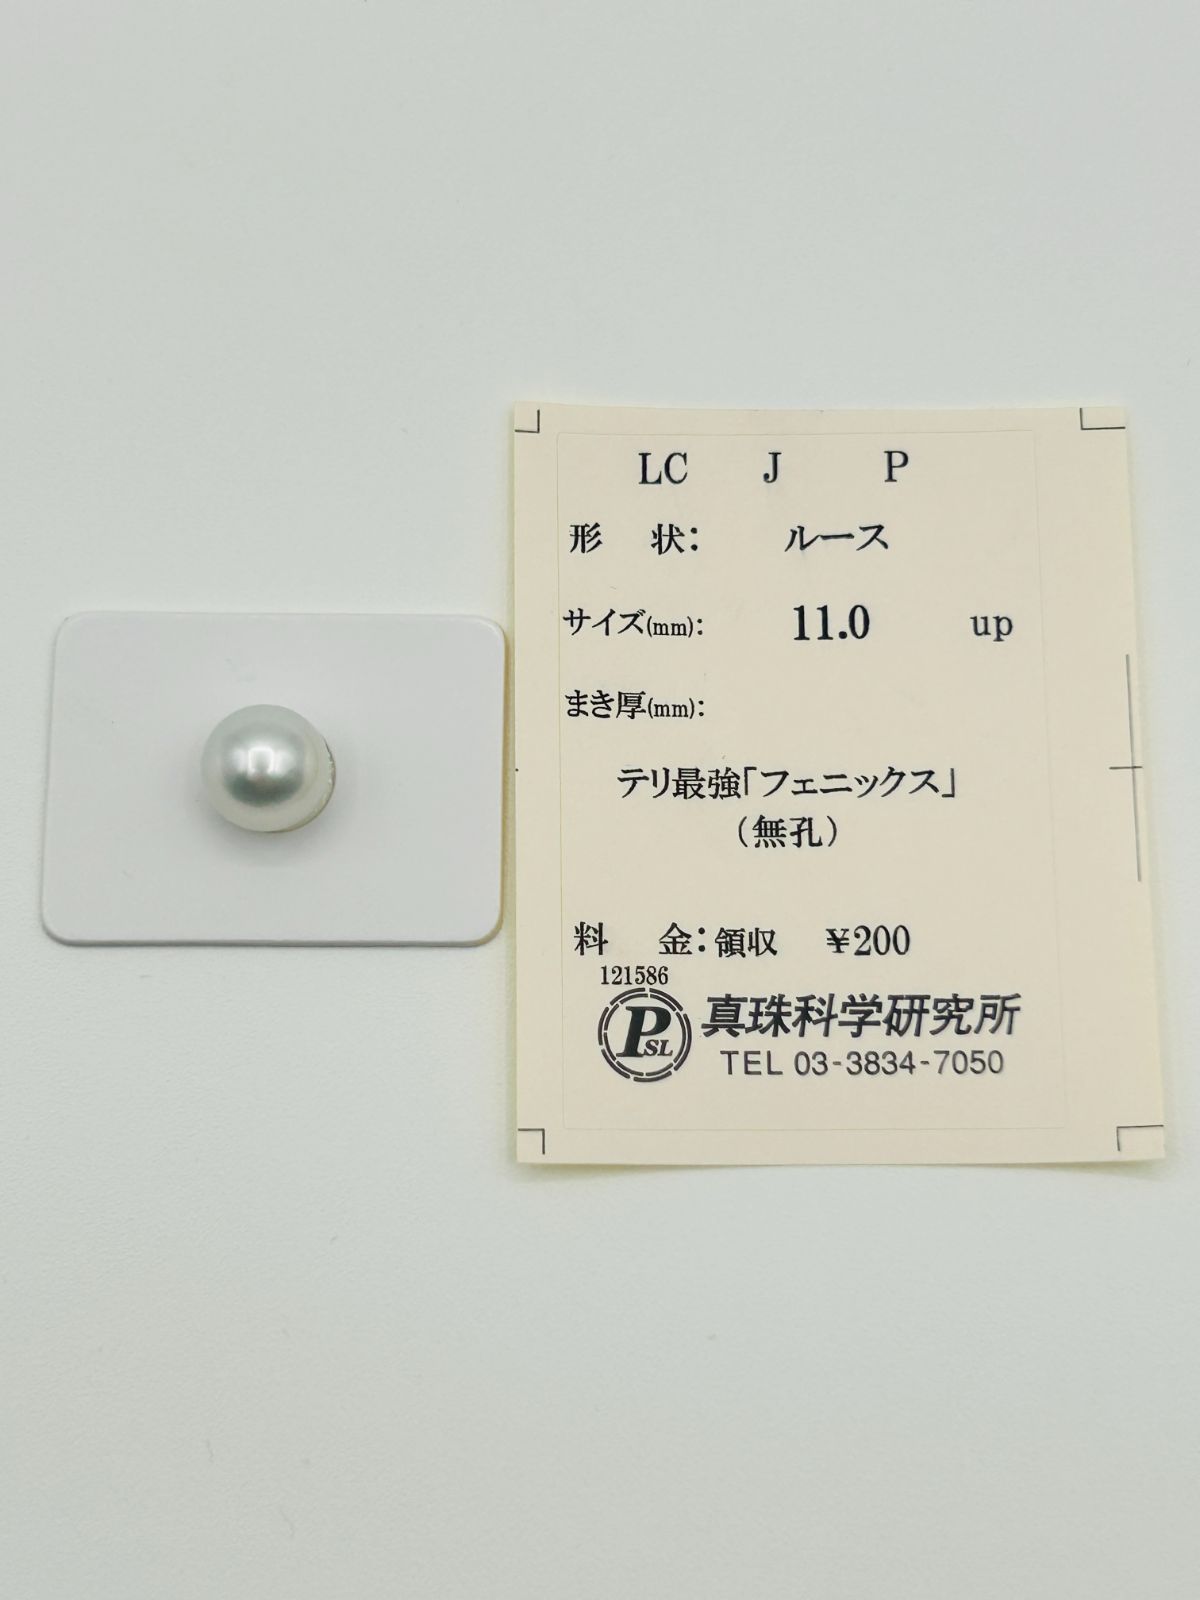 LC J P
形 状: ルース
サイズ(mm): 11.0 up
まき厚(mm):
テリ最強「フェニックス」
(無孔)
料 金: 領収 ¥200
121586
PSL 真珠科学研究所
TEL 03-3834-7050